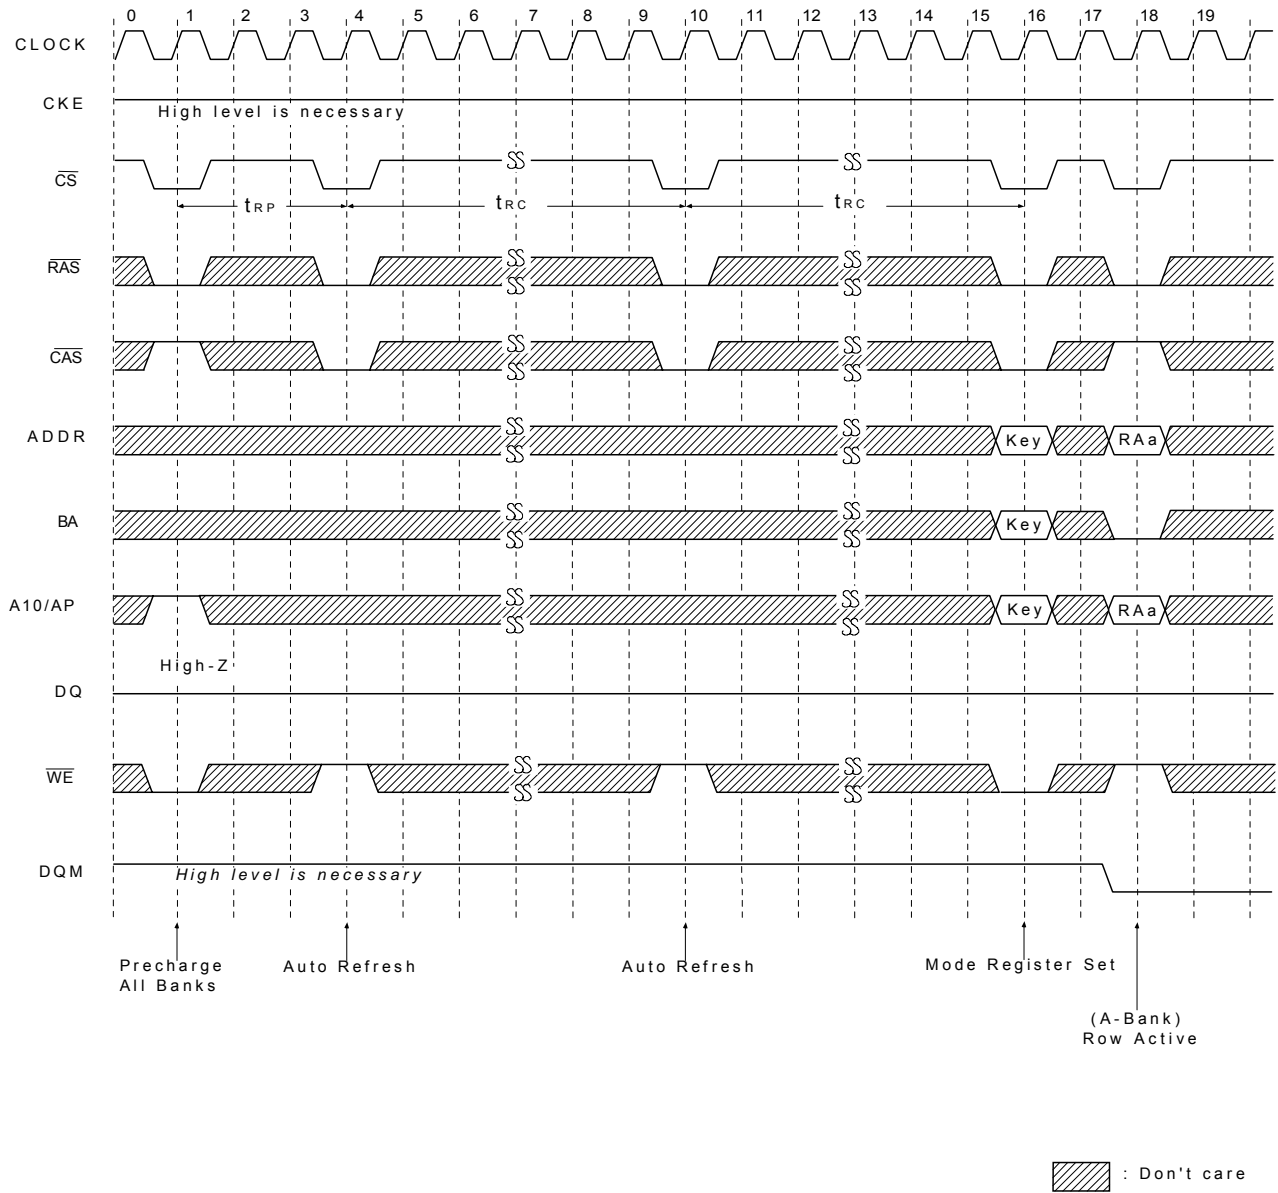 0 1 2 3 4 5 6 7 8 9 10 11 12 13 14 15 16 17 18 19
CLOCK
CKE
High level is necessary
CS
tRP
tRC
tRC
RAS
CAS
ADDR
Key
RAa
BA
Key
A10/AP
Key
RAa
High-Z
DQ
WE
DQM
High level is necessary
Precharge
All Banks
Auto Refresh
Auto Refresh
Mode Register Set
(A-Bank)
Row Active
: Don't care